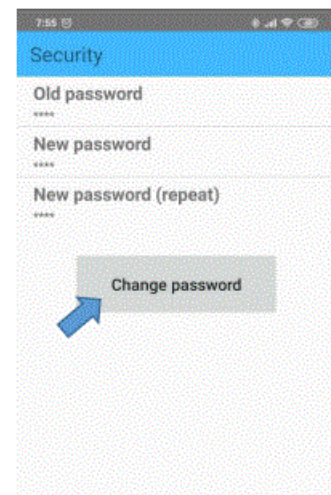 7:55
Security
Old password
****
New password
****
New password (repeat)
****
Change password